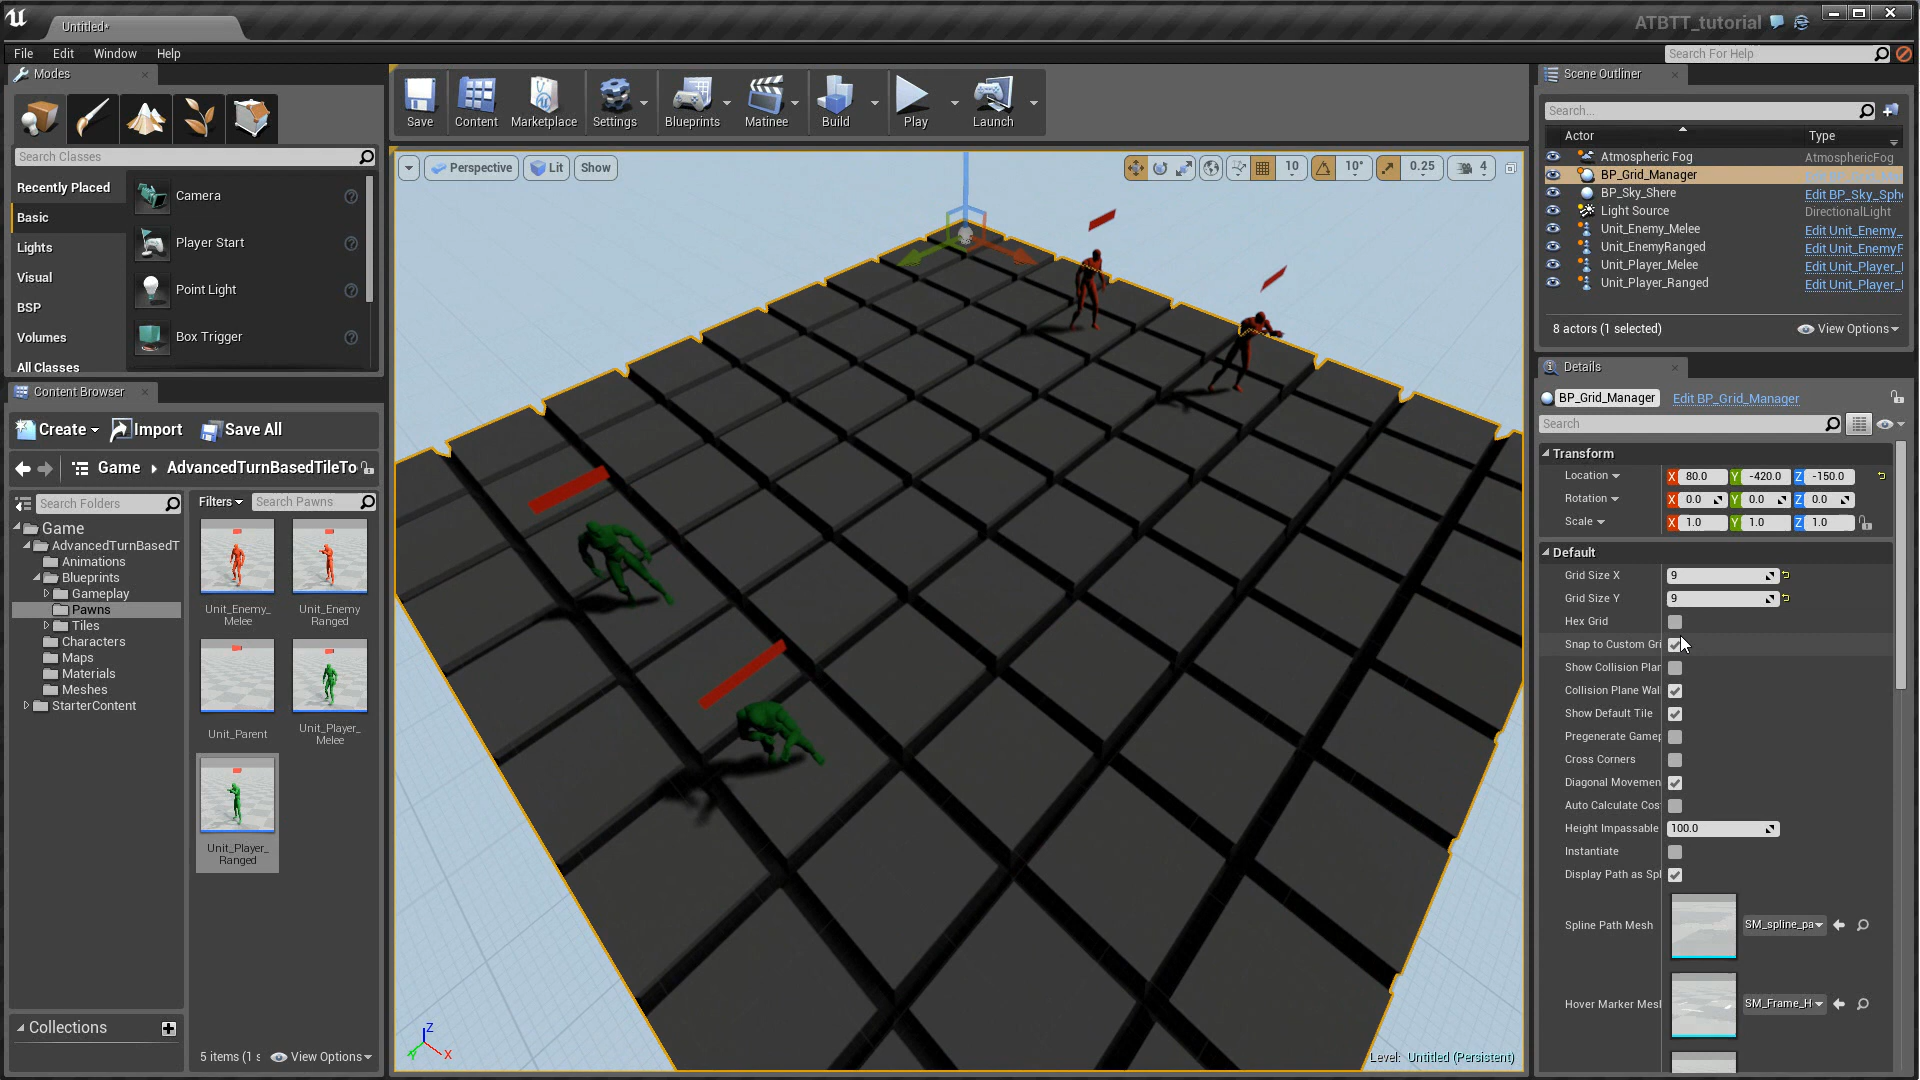 Untitled*
ATBTT_tutorial
File Edit Window Help
Search For Help
Modes
Search Classes
Recently Placed
Basic
Lights
Visual
BSP
Volumes
All Classes
Camera
Player Start
Point Light
Box Trigger
Content Browser
Create Import Save All
Game AdvancedTurnBasedTileTo
Search Folders
Game
AdvancedTurnBasedT
Animations
Blueprints
Gameplay
Pawns
Tiles
Characters
Maps
Materials
Meshes
StarterContent
Collections
Filters Search Pawns
Unit_Enemy_
Melee
Unit_Enemy
Ranged
Unit_Parent
Unit_Player_
Melee
Unit_Player_
Ranged
5 items (1 s View Options
Save Content Marketplace Settings Blueprints Matinee Build Play Launch
Perspective Lit Show
10 10° 0.25 4
Z
X
Y
Level: Untitled (Persistent)
Scene Outliner
Search...
Actor Type
Atmospheric Fog AtmosphericFog
BP_Grid_Manager
BP_Sky_Shere Edit BP_Sky_Sph
Light Source DirectionalLight
Unit_Enemy_Melee Edit Unit_Enemy_
Unit_EnemyRanged Edit Unit_EnemyR
Unit_Player_Melee Edit Unit_Player_
Unit_Player_Ranged Edit Unit_Player_
8 actors (1 selected) View Options
Details
BP_Grid_Manager Edit BP_Grid_Manager
Search
Transform
Location X 80.0 Y -420.0 Z -150.0
Rotation X 0.0 Y 0.0 Z 0.0
Scale X 1.0 Y 1.0 Z 1.0
Default
Grid Size X 9
Grid Size Y 9
Hex Grid
Snap to Custom Gri
Show Collision Plan
Collision Plane Wal
Show Default Tile
Pregenerate Gamep
Cross Corners
Diagonal Movemen
Auto Calculate Cos
Height Impassable 100.0
Instantiate
Display Path as Spl
Spline Path Mesh SM_spline_pa
Hover Marker Mesh SM_Frame_H